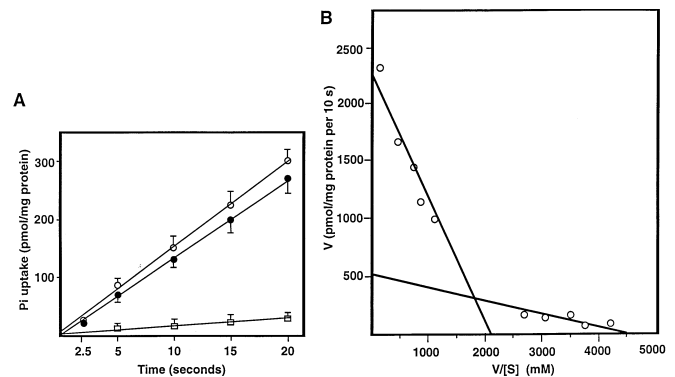 A
Pi uptake (pmol/mg protein)
300
200
100
2.5 5 10 15 20
Time (seconds)
B
V (pmol/mg protein per 10 s)
2500
2000
1500
1000
500
1000 2000 3000 4000 5000
V/[S] (mM)